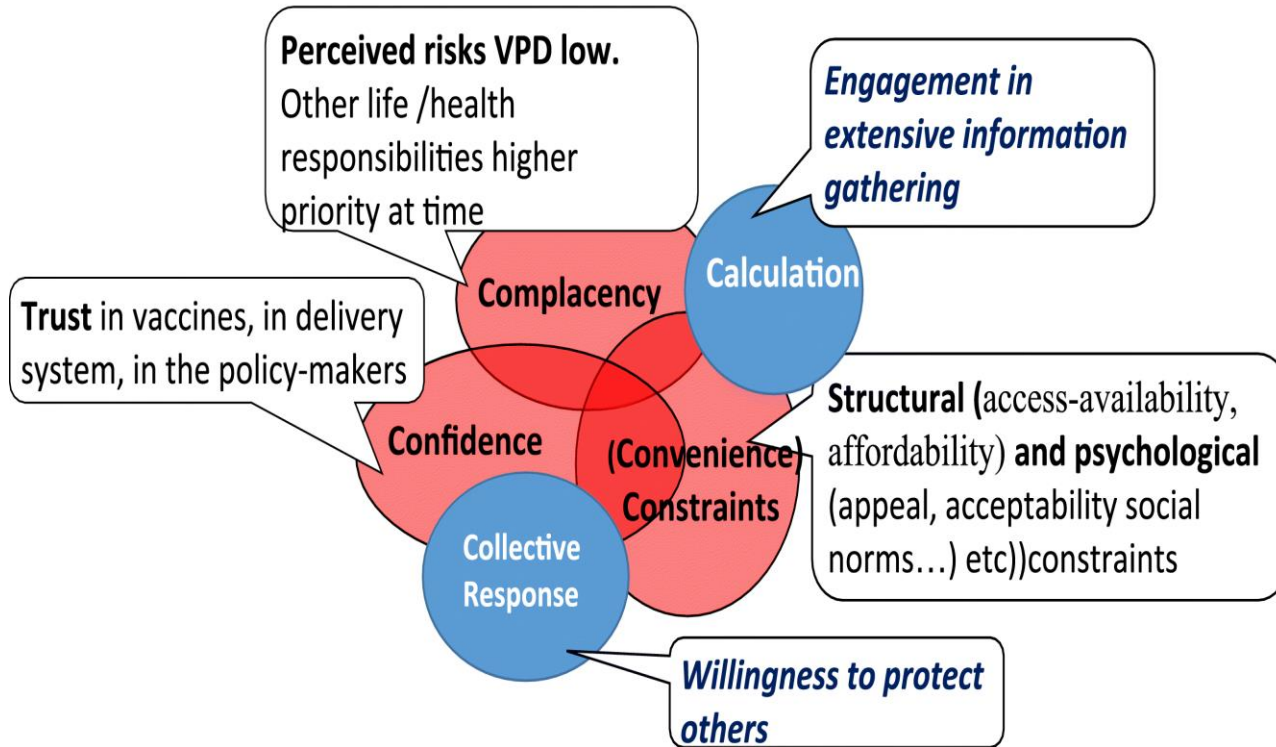 Perceived risks VPD low.
Other life /health
responsibilities higher
priority at time
Engagement in
extensive information
gathering
Complacency
Calculation
Trust in vaccines, in delivery
system, in the policy-makers
Confidence
(Convenience)
Constraints
Structural (access-availability,
affordability) and psychological
(appeal, acceptability social
norms...) etc))constraints
Collective
Response
Willingness to protect
others